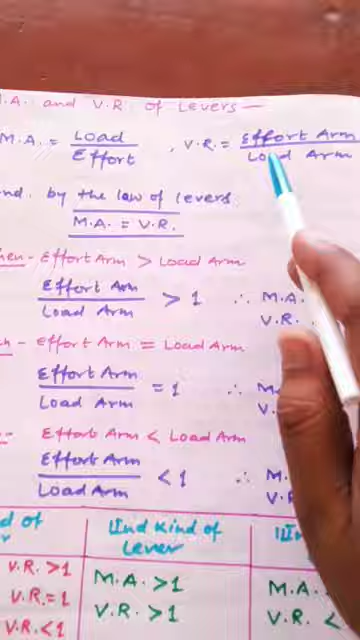 M.A. and V.R. of Levers —
M.A. = Load / Effort , V.R. = Effort Arm / Load Arm
and. by the law of levers
M.A. = V.R.
Effort Arm > Load Arm
Effort Arm / Load Arm > 1 ∴ M.A.
V.R.
Effort Arm = Load Arm
Effort Arm / Load Arm = 1 ∴
Effort Arm < Load Arm
Effort Arm / Load Arm < 1 ∴
of IInd Kind of Lever
V.R. > 1 M.A. > 1 M.A.
V.R. = 1 V.R. > 1 V.R. <
V.R. < 1